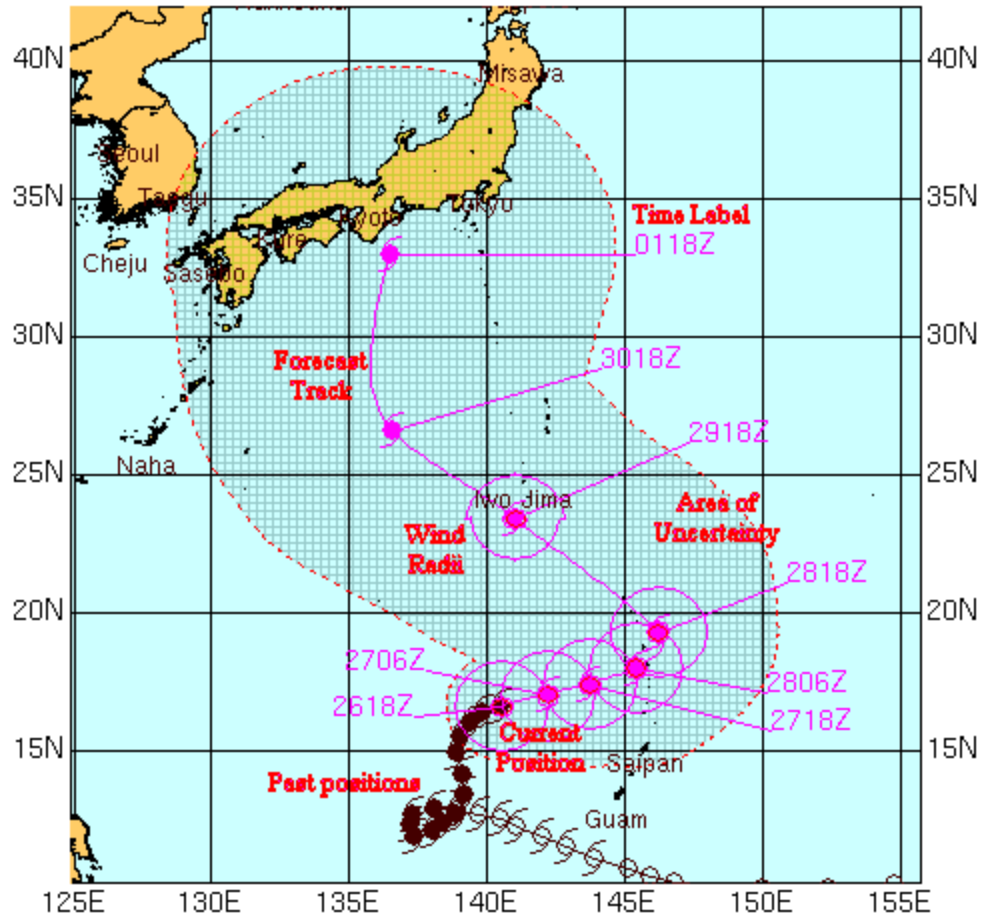 40N
40N
Misawa
Seoul
Taegu
35N
35N
Kyoto
Tokyu
Time Label
Kure
0118Z
Cheju
Sasebo
30N
30N
Forecast
Track
3018Z
2918Z
Naha
25N
25N
Iwo Jima
Area of
Uncertainty
Wind
Radii
2818Z
20N
20N
2706Z
2806Z
2618Z
2718Z
Current
Position
15N
15N
Saipan
Past positions
Guam
125E
130E
135E
140E
145E
150E
155E